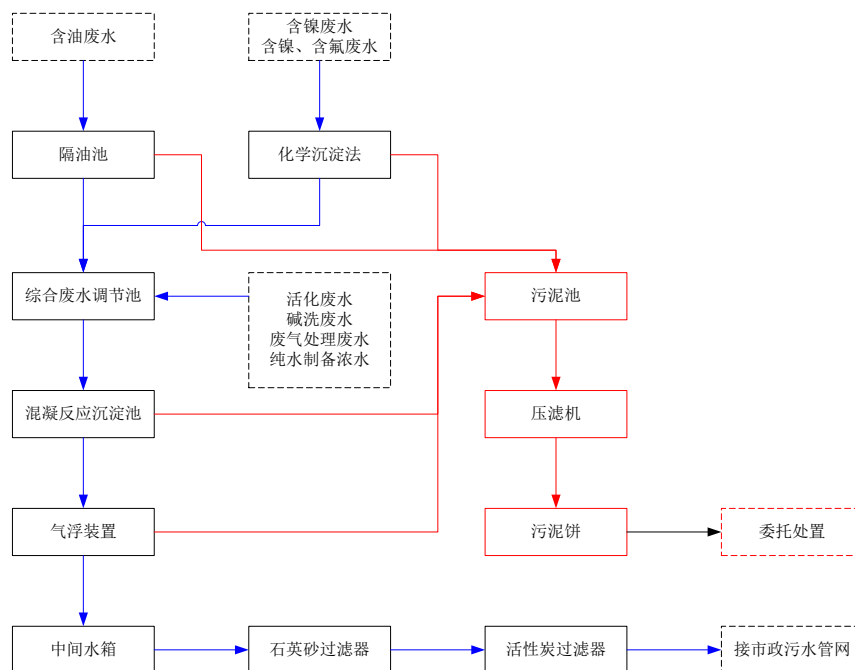 含油废水
含镍废水
含镍、含氟废水
隔油池
化学沉淀法
综合废水调节池
活化废水
碱洗废水
废气处理废水
纯水制备浓水
污泥池
混凝反应沉淀池
压滤机
气浮装置
污泥饼
委托处置
中间水箱
石英砂过滤器
活性炭过滤器
接市政污水管网